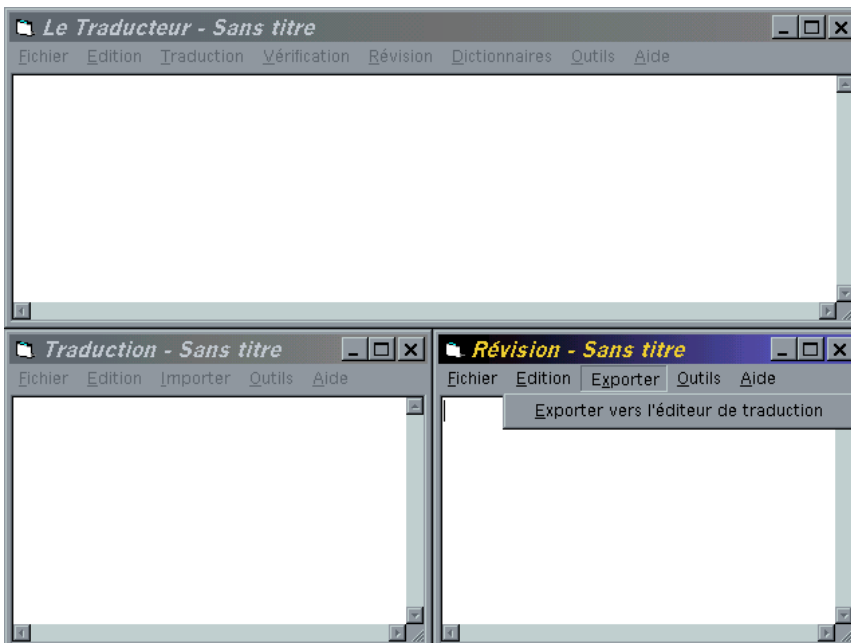 Le Traducteur - Sans titre
Fichier Edition Traduction Vérification Révision Dictionnaires Outils Aide
Traduction - Sans titre
Fichier Edition Importer Outils Aide
Révision - Sans titre
Fichier Edition Exporter Outils Aide
Exporter vers l'éditeur de traduction